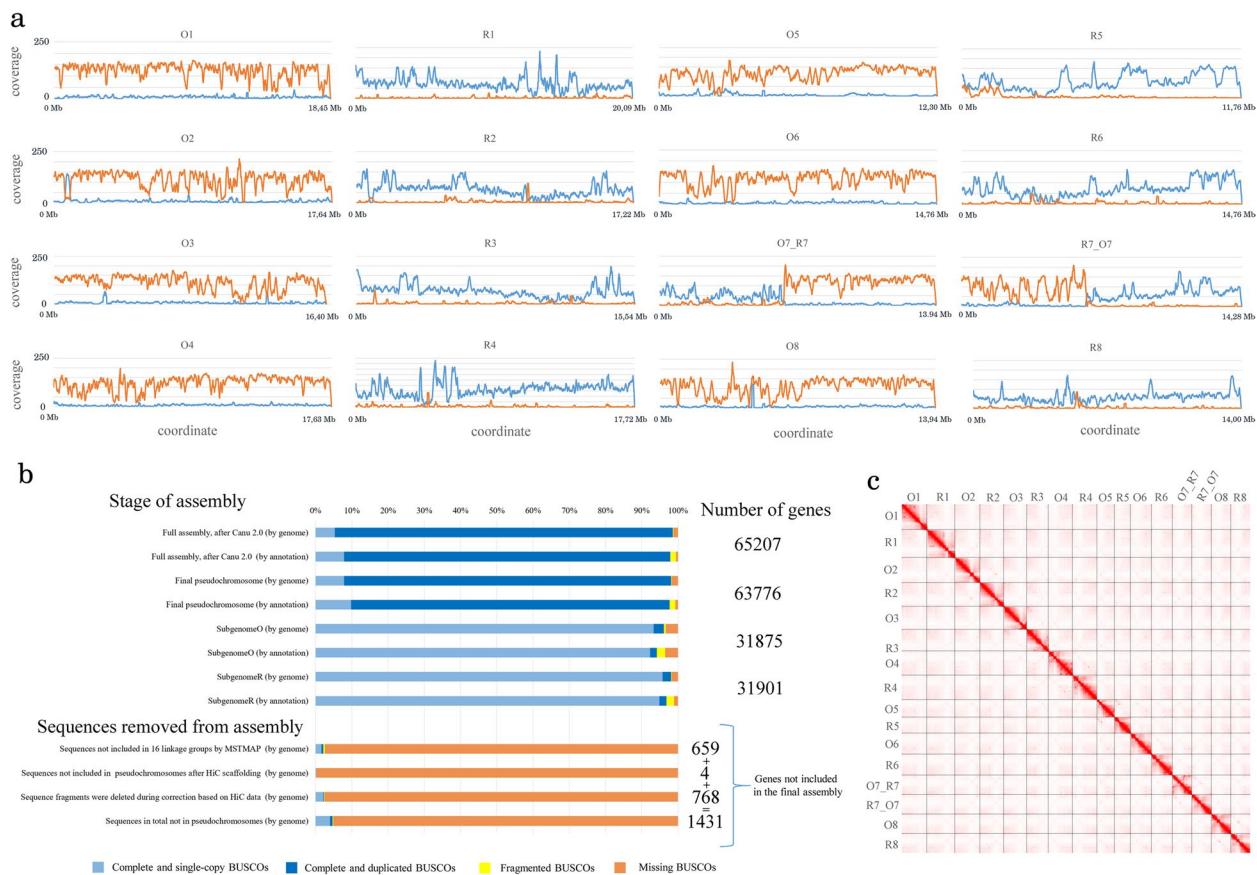 a
O1
R1
O5
R5
250
coverage
0
0 Mb
18,45 Mb
0 Mb
20,09 Mb
0 Mb
12,30 Mb
0 Mb
11,76 Mb
O2
R2
O6
R6
250
coverage
0
0 Mb
17,64 Mb
0 Mb
17,22 Mb
0 Mb
14,76 Mb
0 Mb
14,76 Mb
O3
R3
O7_R7
R7_O7
250
coverage
0
0 Mb
16,40 Mb
0 Mb
15,54 Mb
0 Mb
13.94 Mb
0 Mb
14,28 Mb
O4
R4
O8
R8
250
coverage
0
0 Mb
17,63 Mb
0 Mb
17,72 Mb
0 Mb
13,94 Mb
0 Mb
14,00 Mb
coordinate
coordinate
coordinate
coordinate
b
Stage of assembly
0% 10% 20% 30% 40% 50% 60% 70% 80% 90% 100%
Number of genes
Full assembly, after Canu 2.0 (by genome)
65207
Full assembly, after Canu 2.0 (by annotation)
Final pseudochromosome (by genome)
63776
Final pseudochromosome (by annotation)
SubgenomeO (by genome)
31875
SubgenomeO (by annotation)
SubgenomeR (by genome)
31901
SubgenomeR (by annotation)
Sequences removed from assembly
Sequences not included in 16 linkage groups by MSTMAP (by genome)
659
+
Sequences not included in pseudochromosomes after HiC scaffolding (by genome)
4
+
Sequence fragments were deleted during correction based on HiC data (by genome)
768
=
Sequences in total not in pseudochromosomes (by genome)
1431
Genes not included
in the final assembly
Complete and single-copy BUSCOs
Complete and duplicated BUSCOs
Fragmented BUSCOs
Missing BUSCOs
c
O1 R1 O2 R2 O3 R3 O4 R4 O5 R5 O6 R6 O7_R7 R7_O7 O8 R8
O1
R1
O2
R2
O3
R3
O4
R4
O5
R5
O6
R6
O7_R7
R7_O7
O8
R8